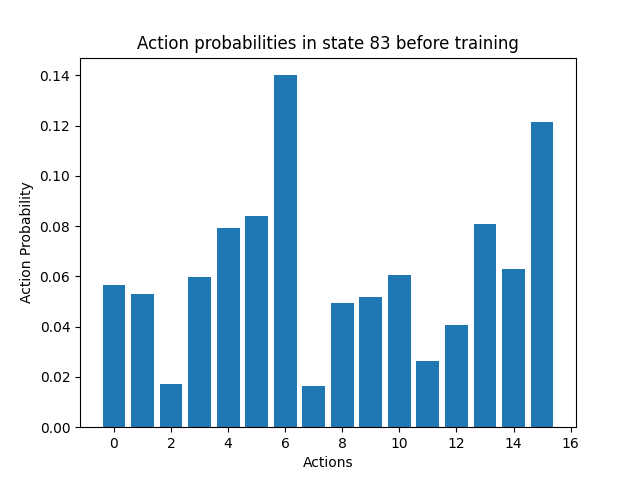 Action probabilities in state 83 before training
0.14
0.12
0.10
0.08
0.06
0.04
0.02
0.00
Action Probability
0 2 4 6 8 10 12 14 16
Actions